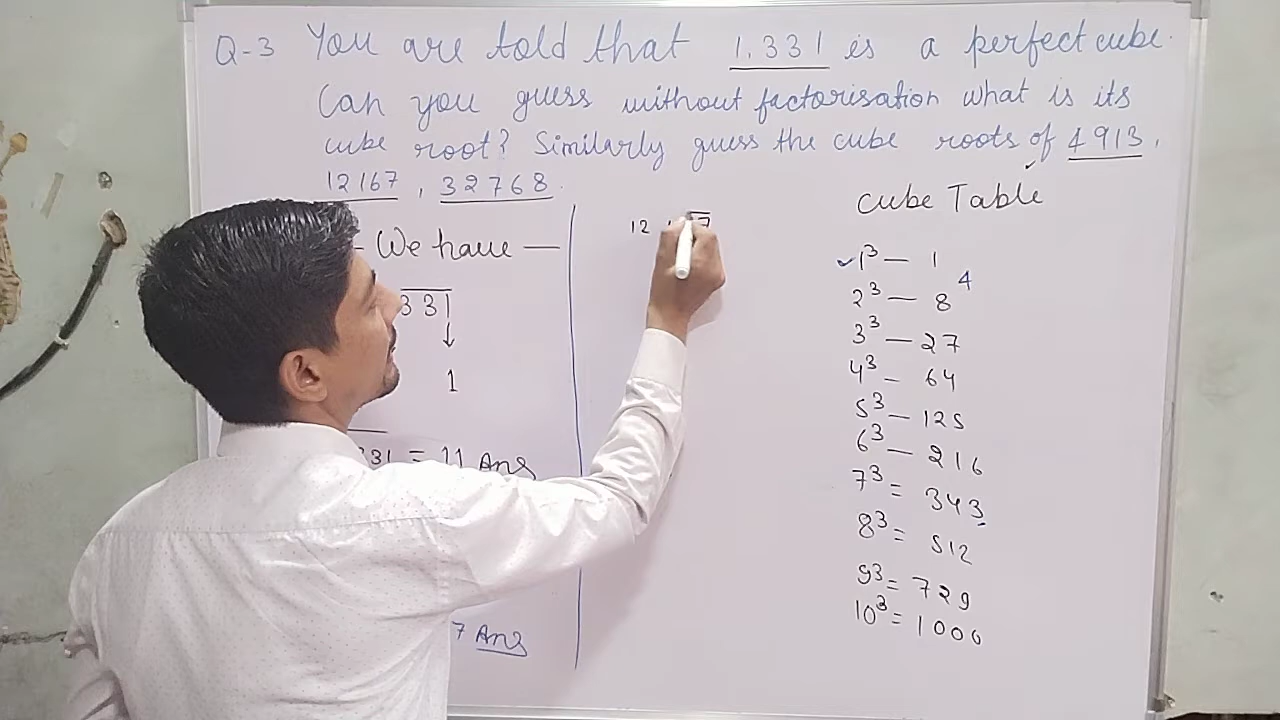 Q-3 You are told that 1.331 is a perfect cube.
Can you guess without factorisation what is its
cube root? Similarly guess the cube roots of 4913,
12167, 32768.
- We have —
331
1
331 = 11 Ans
7 Ans
12 1 7
Cube Table
1³ — 1
4
2³ — 8
3³ — 27
4³ — 64
5³ — 125
6³ — 216
7³ = 343
8³ = 512
93 = 729
10³ = 1000